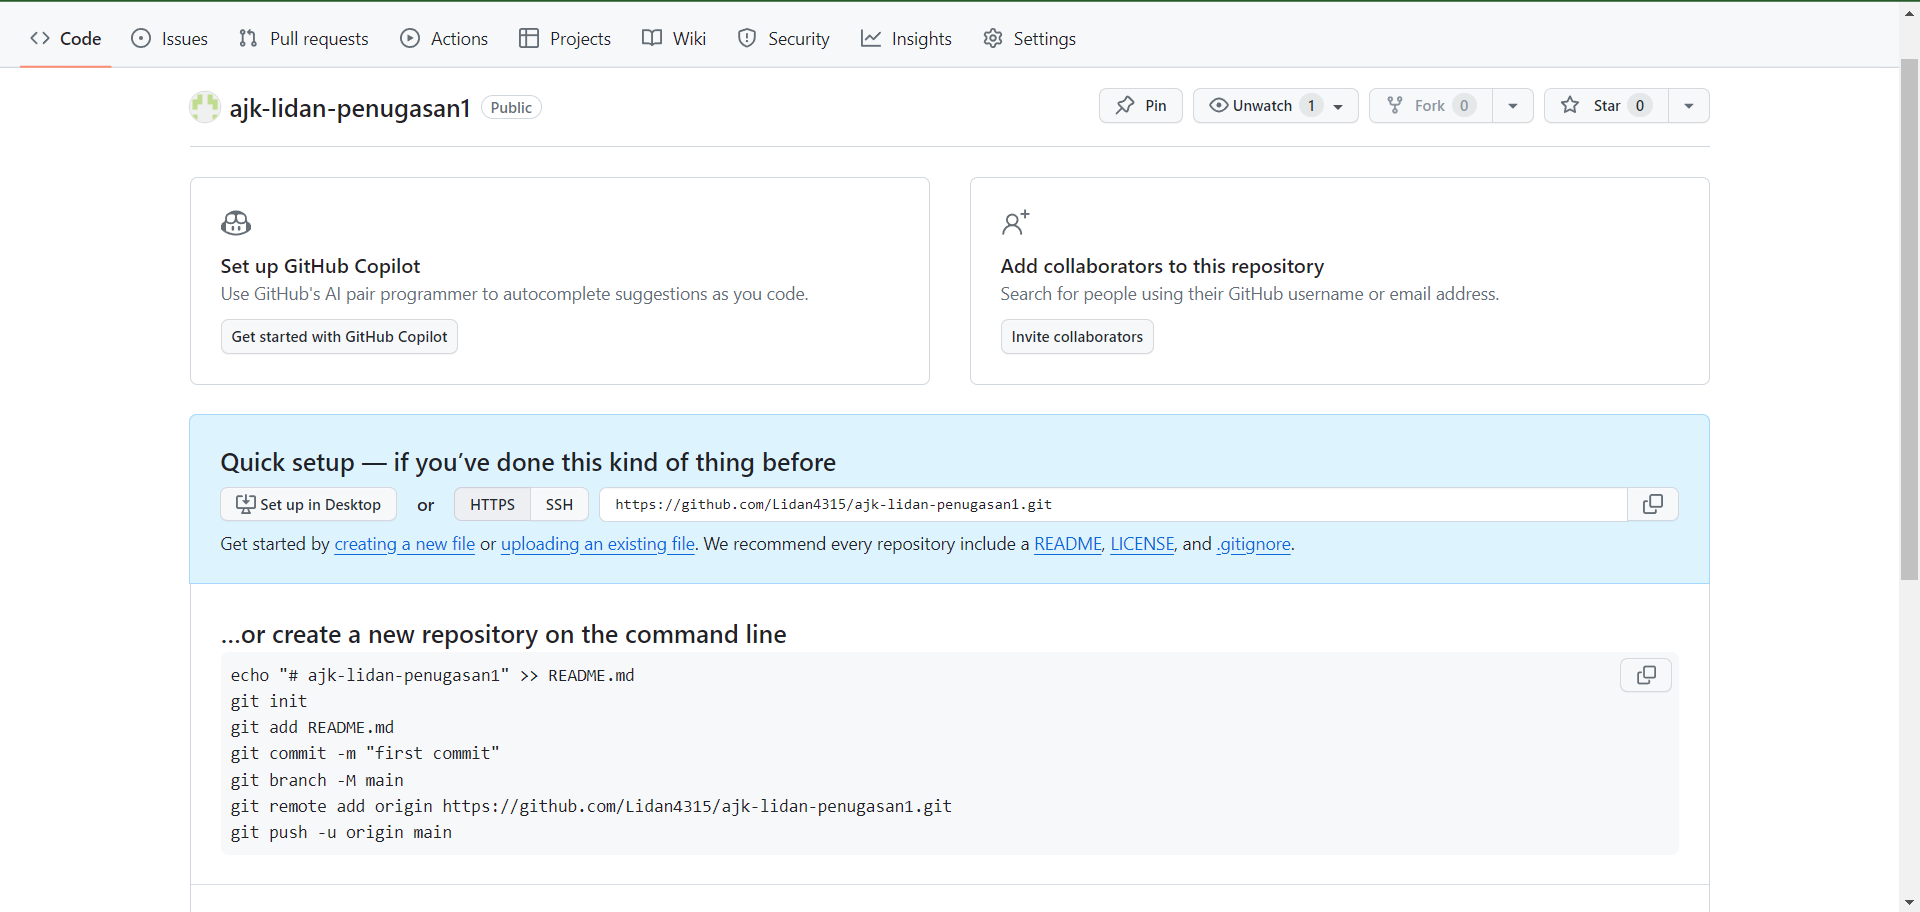 Code Issues Pull requests Actions Projects Wiki Security Insights Settings
ajk-lidan-penugasan1 Public Pin Unwatch 1 Fork 0 Star 0
Set up GitHub Copilot
Use GitHub's AI pair programmer to autocomplete suggestions as you code.
Get started with GitHub Copilot
Add collaborators to this repository
Search for people using their GitHub username or email address.
Invite collaborators
Quick setup — if you’ve done this kind of thing before
Set up in Desktop or HTTPS SSH https://github.com/Lidan4315/ajk-lidan-penugasan1.git
Get started by creating a new file or uploading an existing file. We recommend every repository include a README, LICENSE, and .gitignore.
…or create a new repository on the command line
echo "# ajk-lidan-penugasan1" >> README.md
git init
git add README.md
git commit -m "first commit"
git branch -M main
git remote add origin https://github.com/Lidan4315/ajk-lidan-penugasan1.git
git push -u origin main